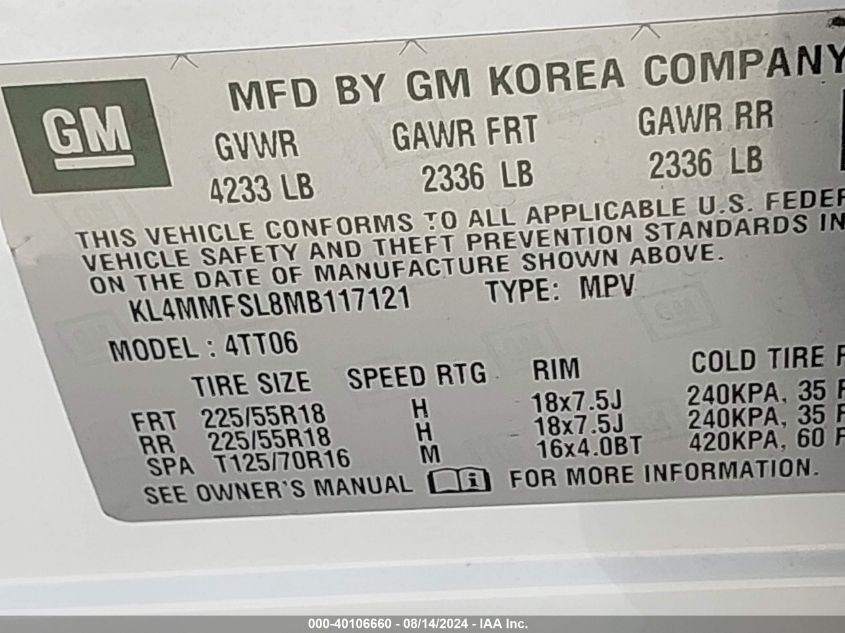 MFD BY GM KOREA COMPANY
GM
GVWR GAWR FRT GAWR RR
4233 LB 2336 LB 2336 LB
THIS VEHICLE CONFORMS TO ALL APPLICABLE U.S. FEDER
VEHICLE SAFETY AND THEFT PREVENTION STANDARDS IN
ON THE DATE OF MANUFACTURE SHOWN ABOVE.
KL4MMFSL8MB117121 TYPE: MPV
MODEL : 4TT06
TIRE SIZE SPEED RTG RIM COLD TIRE P
FRT 225/55R18 H 18x7.5J 240KPA, 35 P
RR 225/55R18 H 18x7.5J 240KPA, 35 P
SPA T125/70R16 M 16x4.0BT 420KPA, 60 P
SEE OWNER'S MANUAL i FOR MORE INFORMATION.
000-40106660 - 08/14/2024 - IAA Inc.